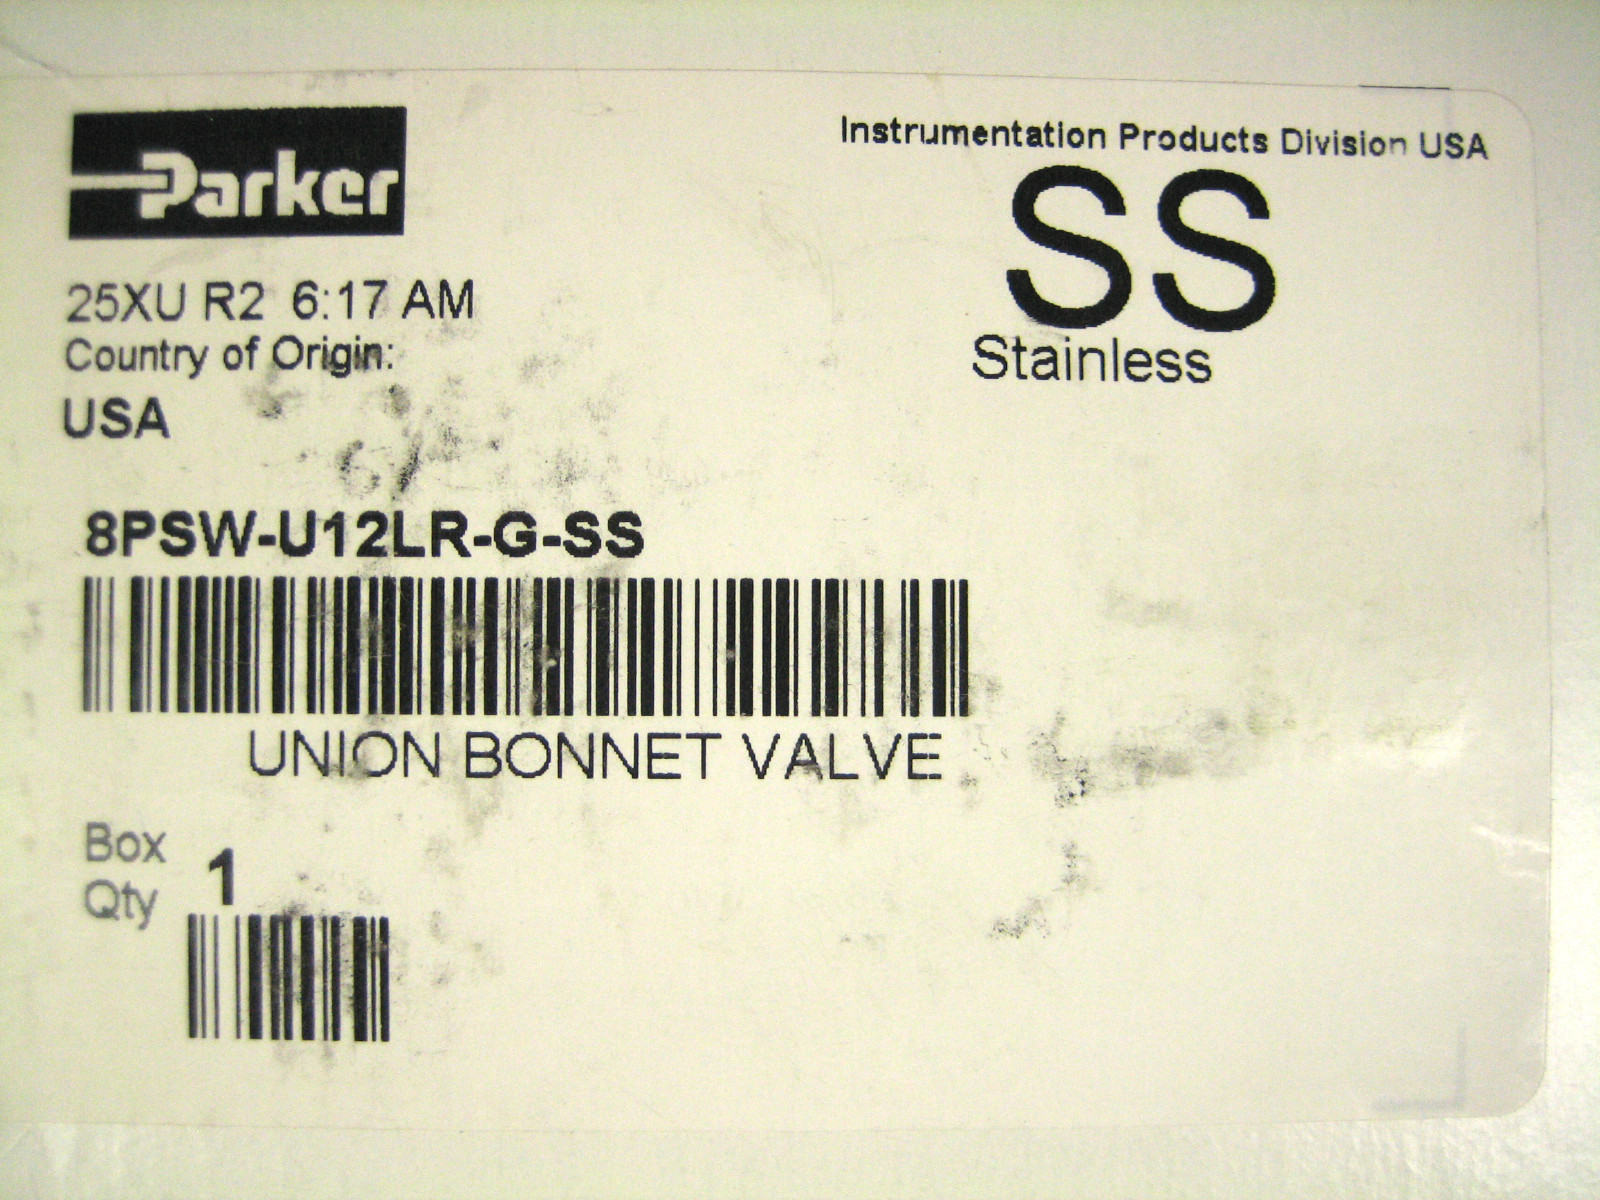 Parker
Instrumentation Products Division USA
SS
Stainless
25XU R2 6:17 AM
Country of Origin:
USA
8PSW-U12LR-G-SS
UNION BONNET VALVE
Box
Qty
1